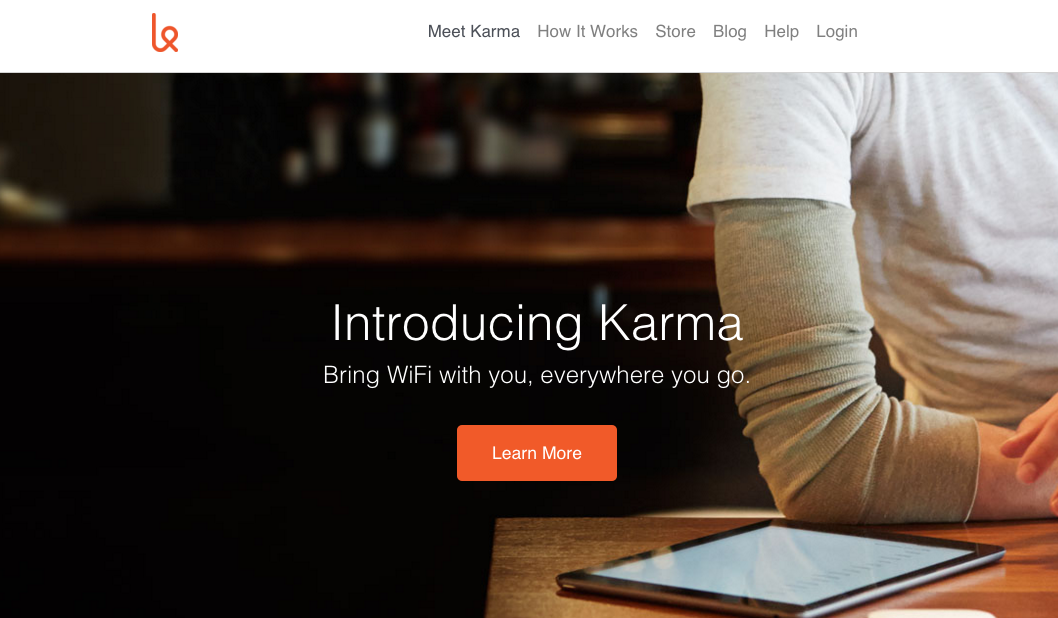 Meet Karma How It Works Store Blog Help Login
Introducing Karma
Bring WiFi with you, everywhere you go.
Learn More